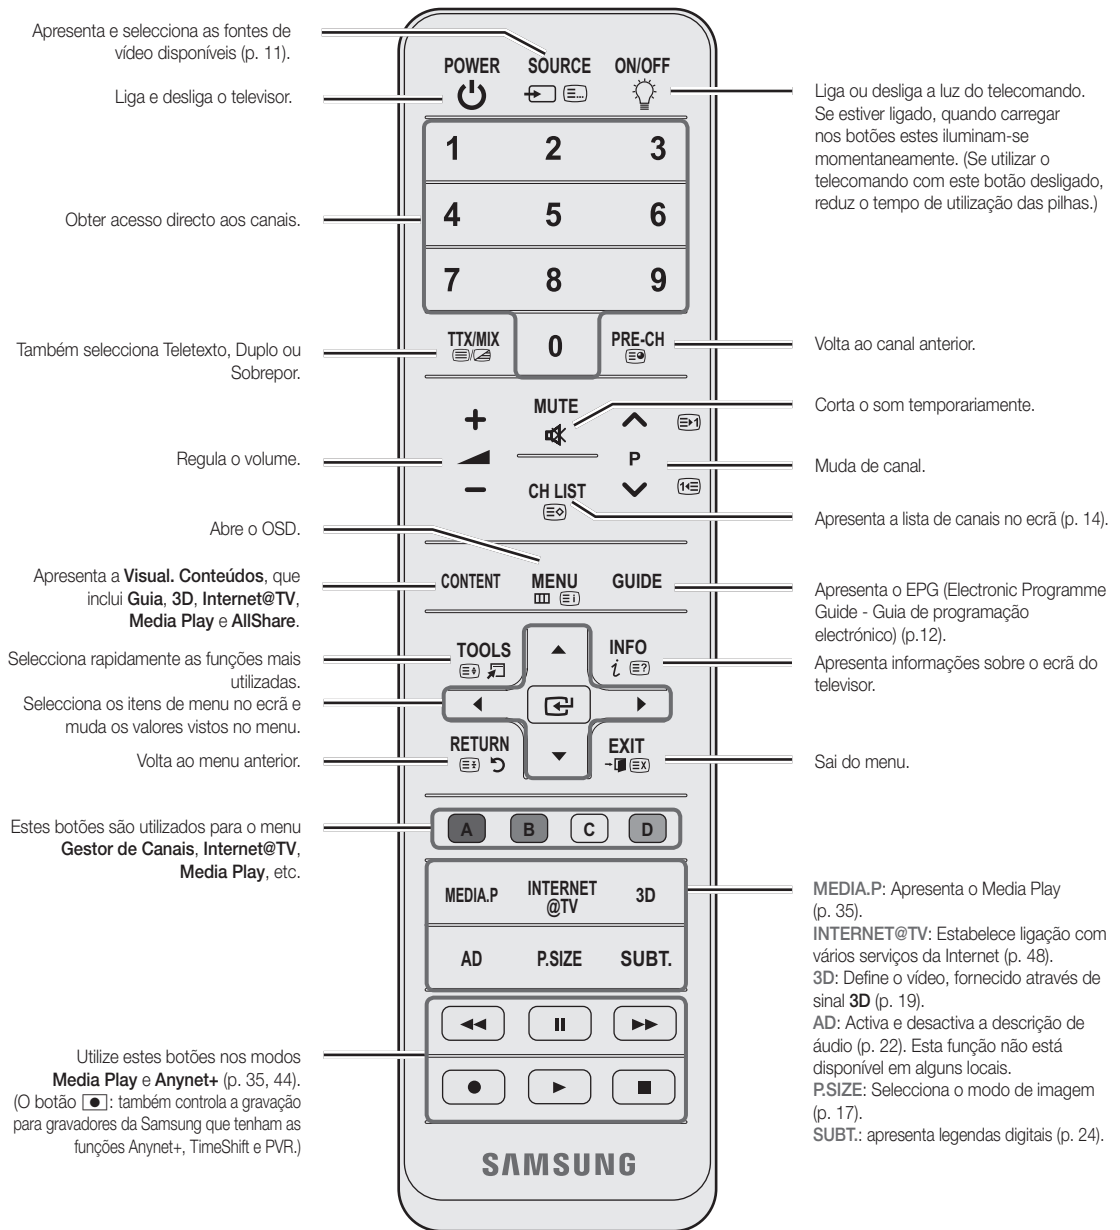 Apresenta e selecciona as fontes de
vídeo disponíveis (p. 11).
Liga e desliga o televisor.
Obter acesso directo aos canais.
Também selecciona Teletexto, Duplo ou
Sobrepor.
Regula o volume.
Abre o OSD.
Apresenta a Visual. Conteúdos, que
inclui Guia, 3D, Internet@TV,
Media Play e AllShare.
Selecciona rapidamente as funções mais
utilizadas.
Selecciona os itens de menu no ecrã e
muda os valores vistos no menu.
Volta ao menu anterior.
Estes botões são utilizados para o menu
Gestor de Canais, Internet@TV,
Media Play, etc.
Utilize estes botões nos modos
Media Play e Anynet+ (p. 35, 44).
(O botão : também controla a gravação
para gravadores da Samsung que tenham as
funções Anynet+, TimeShift e PVR.)
POWER SOURCE ON/OFF
1 2 3
4 5 6
7 8 9
TTX/MIX 0 PRE-CH
MUTE
P
CH LIST
CONTENT MENU GUIDE
TOOLS INFO
RETURN EXIT
A B C D
MEDIA.P INTERNET @TV 3D
AD P.SIZE SUBT.
SAMSUNG
Liga ou desliga a luz do telecomando.
Se estiver ligado, quando carregar
nos botões estes iluminam-se
momentaneamente. (Se utilizar o
telecomando com este botão desligado,
reduz o tempo de utilização das pilhas.)
Volta ao canal anterior.
Corta o som temporariamente.
Muda de canal.
Apresenta a lista de canais no ecrã (p. 14).
Apresenta o EPG (Electronic Programme
Guide - Guia de programação
electrónico) (p.12).
Apresenta informações sobre o ecrã do
televisor.
Sai do menu.
MEDIA.P: Apresenta o Media Play
(p. 35).
INTERNET@TV: Estabelece ligação com
vários serviços da Internet (p. 48).
3D: Define o vídeo, fornecido através de
sinal 3D (p. 19).
AD: Activa e desactiva a descrição de
áudio (p. 22). Esta função não está
disponível em alguns locais.
P.SIZE: Selecciona o modo de imagem
(p. 17).
SUBT.: apresenta legendas digitais (p. 24).